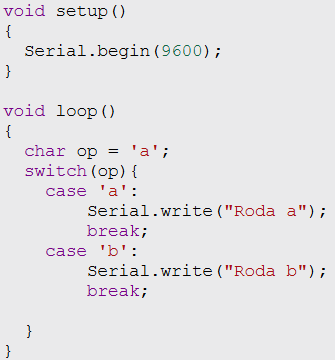 void setup()
{
  Serial.begin(9600);
}

void loop()
{
  char op = 'a';
  switch(op){
    case 'a':
        Serial.write("Roda a");
        break;
    case 'b':
        Serial.write("Roda b");
        break;

  }
}